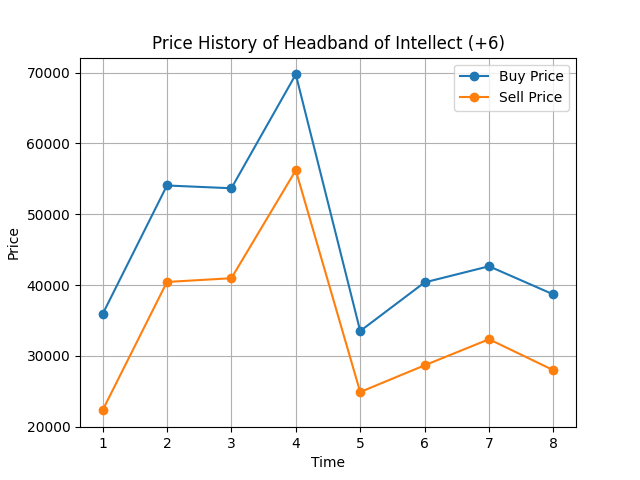 Price History of Headband of Intellect (+6)
Buy Price
Sell Price
70000
60000
50000
40000
30000
20000
Price
1 2 3 4 5 6 7 8
Time